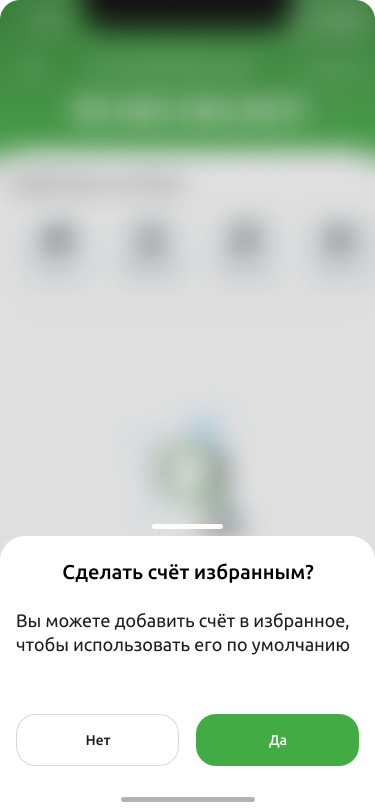 Сделать счёт избранным?
Вы можете добавить счёт в избранное,
чтобы использовать его по умолчанию
Нет
Да